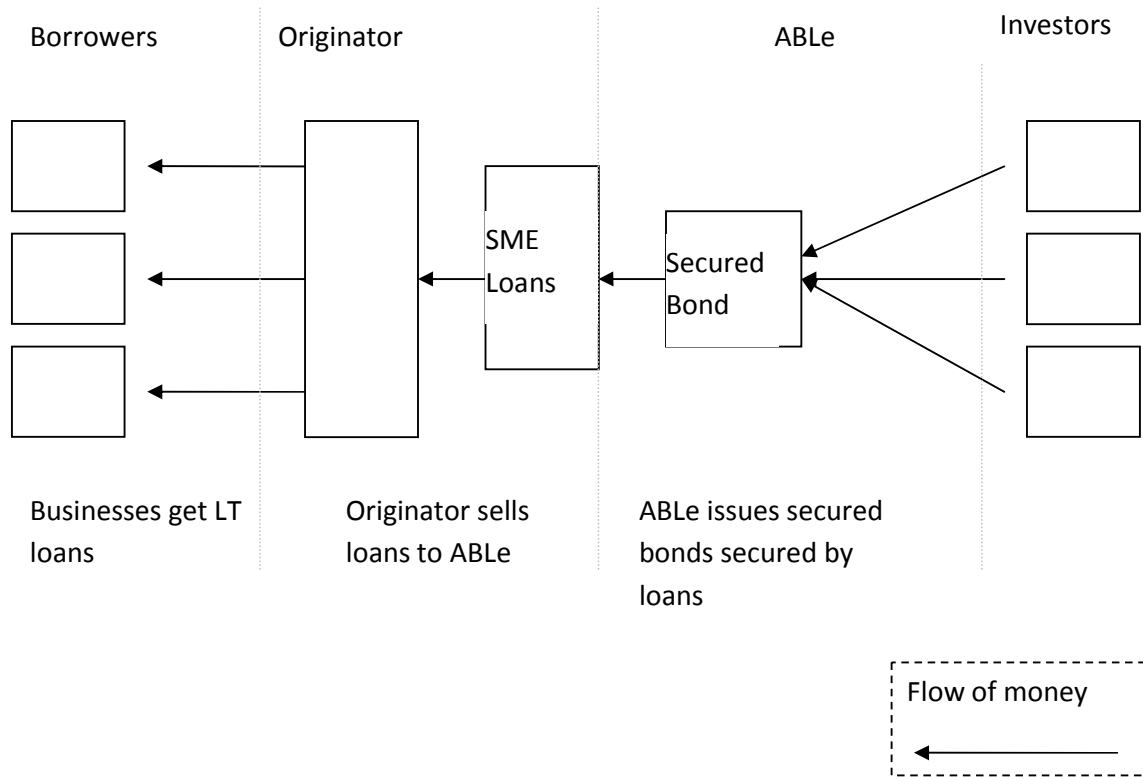 Borrowers
Originator
ABLe
Investors
SME
Loans
Secured
Bond
Businesses get LT
loans
Originator sells
loans to ABLe
ABLe issues secured
bonds secured by
loans
Flow of money